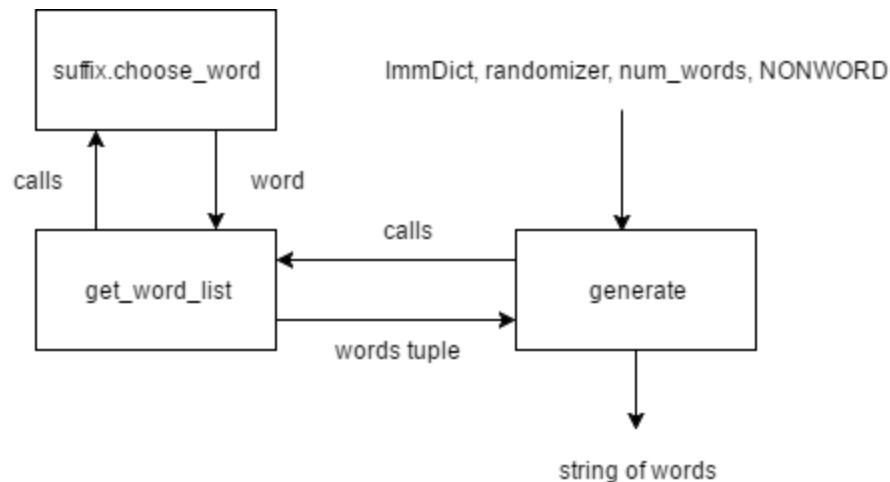 suffix.choose_word
ImmDict, randomizer, num_words, NONWORD
calls
word
calls
get_word_list
generate
words tuple
string of words